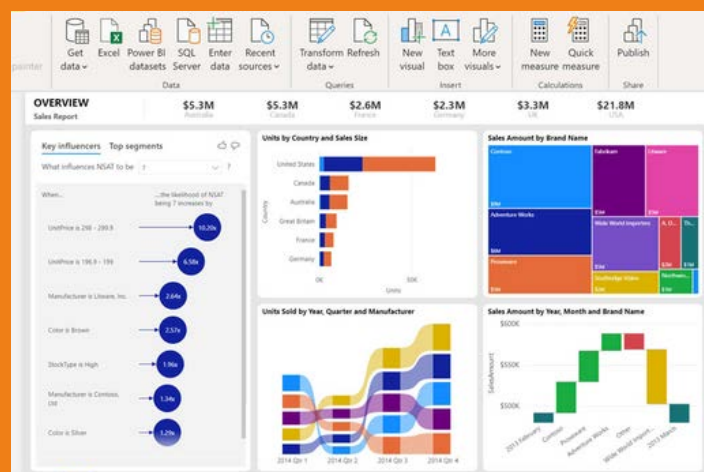 painter
Get data
Excel
Power BI datasets
SQL Server
Enter data
Recent sources
Transform data
Refresh
New visual
Text box
More visuals
New measure
Quick measure
Publish
Data
Queries
Insert
Calculations
Share
OVERVIEW
Sales Report
$5.3M
Australia
$5.3M
Canada
$2.6M
France
$2.3M
Germany
$3.3M
UK
$21.8M
USA
Key influencers
Top segments
What influences NSAT to be
7
?
When...
...the likelihood of NSAT
being 7 increases by
UnitPrice is 298 - 299.9
10.20x
UnitPrice is 196.9 - 199
6.58x
Manufacturer is Litware, Inc.
2.64x
Color is Brown
2.57x
StockType is High
1.96x
Manufacturer is Contoso,
Ltd
1.34x
Color is Silver
1.29x
Units by Country and Sales Size
Country
United States
Canada
Australia
Great Britain
France
Germany
0K
50K
Units
Sales Amount by Brand Name
Contoso
Fabrikam
Litware
Adventure Works
Wide World Importers
A. D...
Proseware
Southridge Video
Northwin...
Units Sold by Year, Quarter and Manufacturer
2014 Qtr 1
2014 Qtr 2
2014 Qtr 3
2014 Qtr 4
Sales Amount by Year, Month and Brand Name
SalesAmount
$600K
$550K
$500K
2013 February
Contoso
Proseware
Adventure Works
Other
Wide World Import...
2013 March